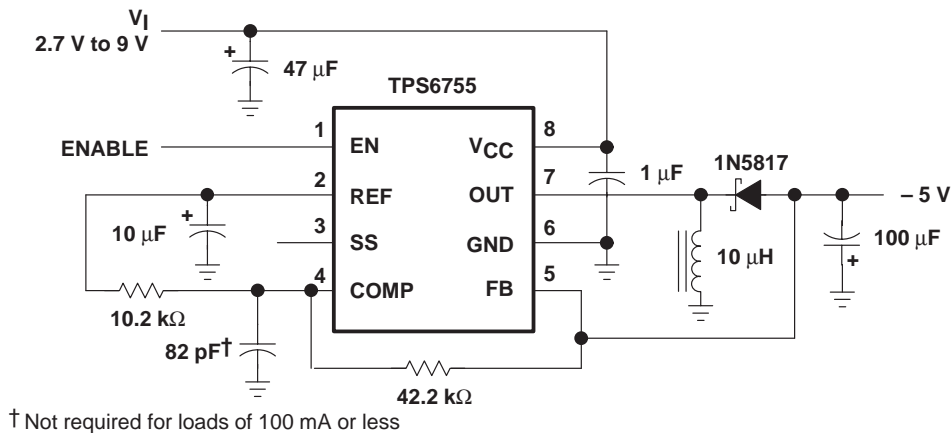 VI
2.7 V to 9 V
+
47 μF
TPS6755
ENABLE
1
EN
VCC
8
1 μF
1N5817
2
REF
OUT
7
– 5 V
+
10 μF
3
SS
GND
6
10 μH
100 μF
+
4
COMP
FB
5
10.2 kΩ
82 pF†
42.2 kΩ
† Not required for loads of 100 mA or less